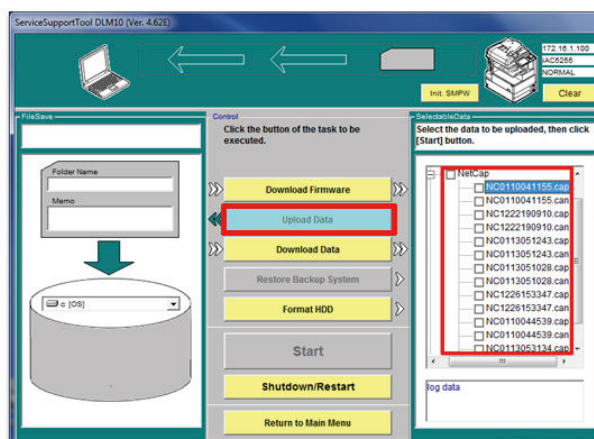 ServiceSupportTool DLM10 (Ver. 4.62E)
172.16.1.100
IAC5255
NORMAL
Init. SMPW
Clear
FileSave
Folder Name
Memo
c [OS]
Control
Click the button of the task to be
executed.
Download Firmware
Upload Data
Download Data
Restore Backup System
Format HDD
Start
Shutdown/Restart
Return to Main Menu
SelectableData
Select the data to be uploaded, then click
[Start] button.
NetCap
NC0110041155.cap
NC0110041155.can
NC1222190910.cap
NC1222190910.can
NC0113051243.cap
NC0113051243.can
NC0113051028.cap
NC0113051028.can
NC1226153347.cap
NC1226153347.can
NC0110044539.cap
NC0110044539.can
NC0113053134.cap
log data